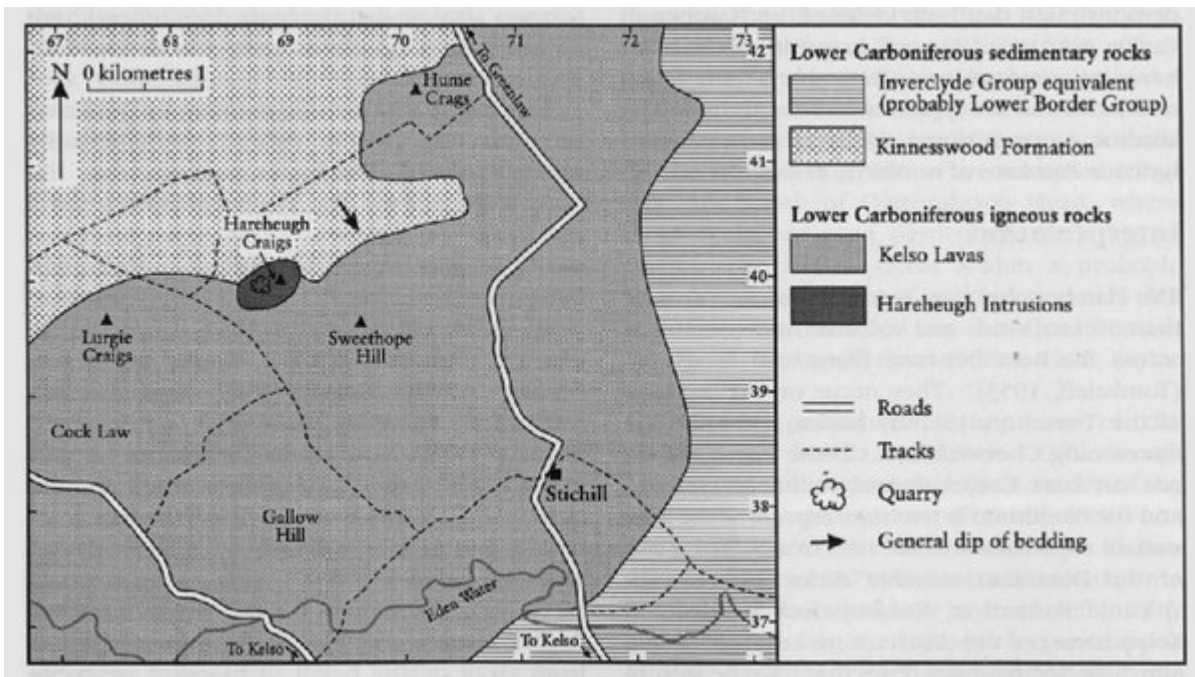 67 68 69 70 71 72 73
N 0 kilometres 1
To Greenlaw
42
Hume
Crags
41
Hareheugh
Craigs
40
Lurgie
Craigs
Sweethope
Hill
39
Cock Law
Stichill
Gallow
Hill
38
Eden Water
37
To Kelso
To Kelso
Lower Carboniferous sedimentary rocks
Inverclyde Group equivalent
(probably Lower Border Group)
Kinnesswood Formation
Lower Carboniferous igneous rocks
Kelso Lavas
Hareheugh Intrusions
Roads
Tracks
Quarry
General dip of bedding